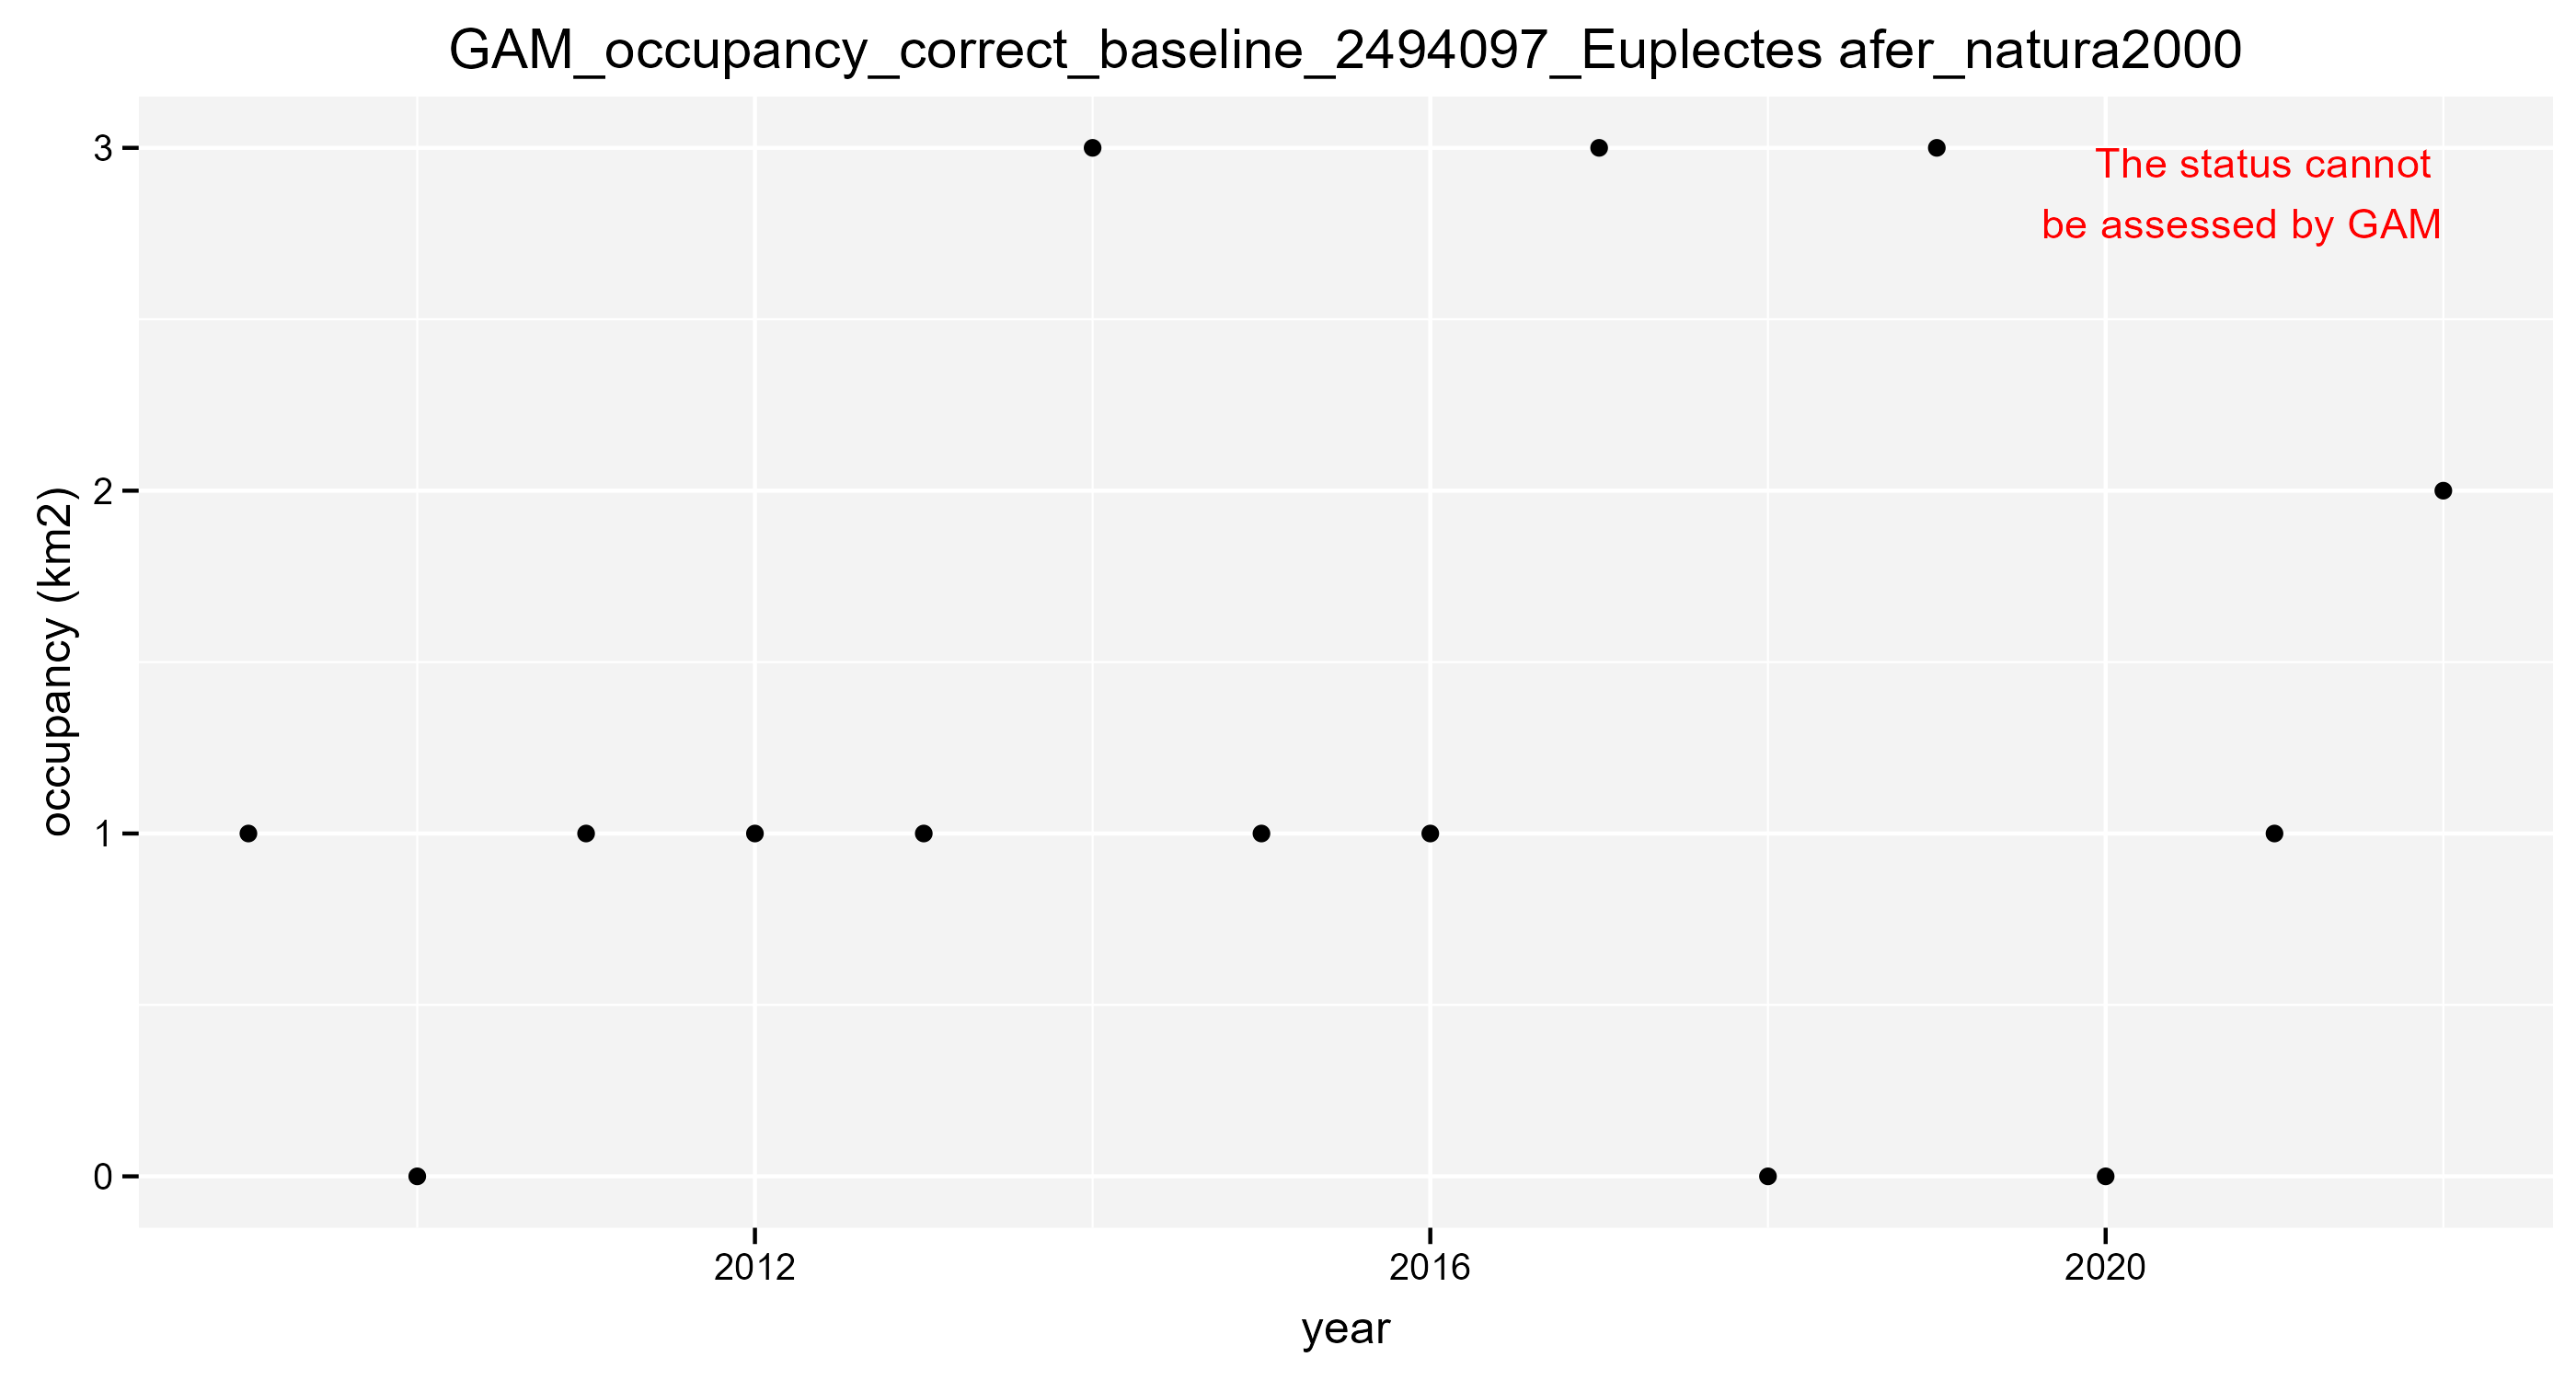 GAM_occupancy_correct_baseline_2494097_Euplectes afer_natura2000
3
The status cannot
be assessed by GAM
2
occupancy (km2)
1
0
2012 2016 2020
year